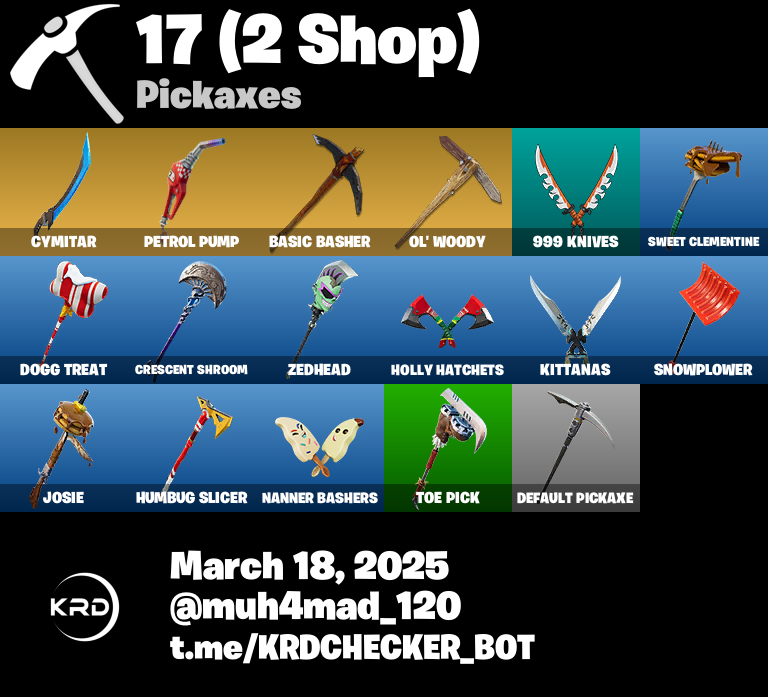 17 (2 Shop)
Pickaxes
CYMITAR
PETROL PUMP
BASIC BASHER
OL' WOODY
999 KNIVES
SWEET CLEMENTINE
DOGG TREAT
CRESCENT SHROOM
ZEDHEAD
HOLLY HATCHETS
KITTANAS
SNOWPLOWER
JOSIE
HUMBUG SLICER
NANNER BASHERS
TOE PICK
DEFAULT PICKAXE
March 18, 2025
KRD
@muh4mad_120
t.me/KRDCHECKER_BOT